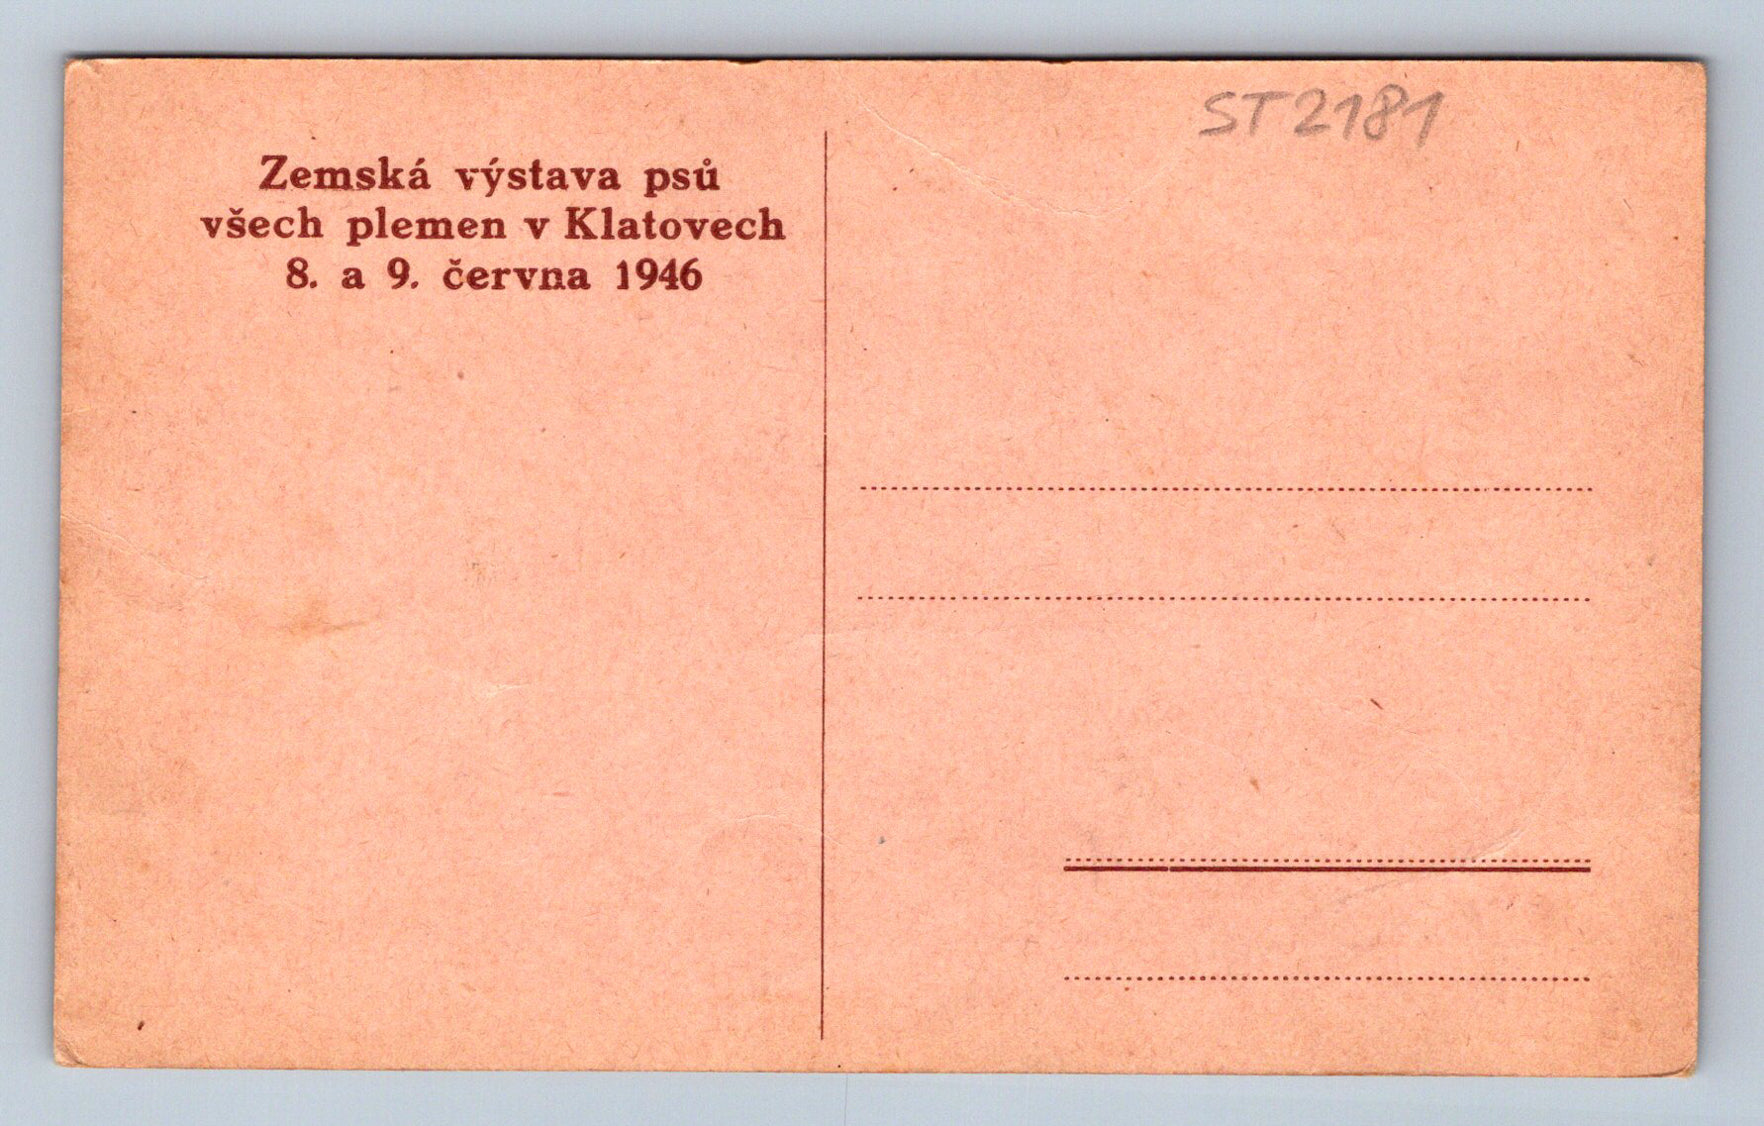 Zemská výstava psů
všech plemen v Klatovech
8. a 9. června 1946
ST2181